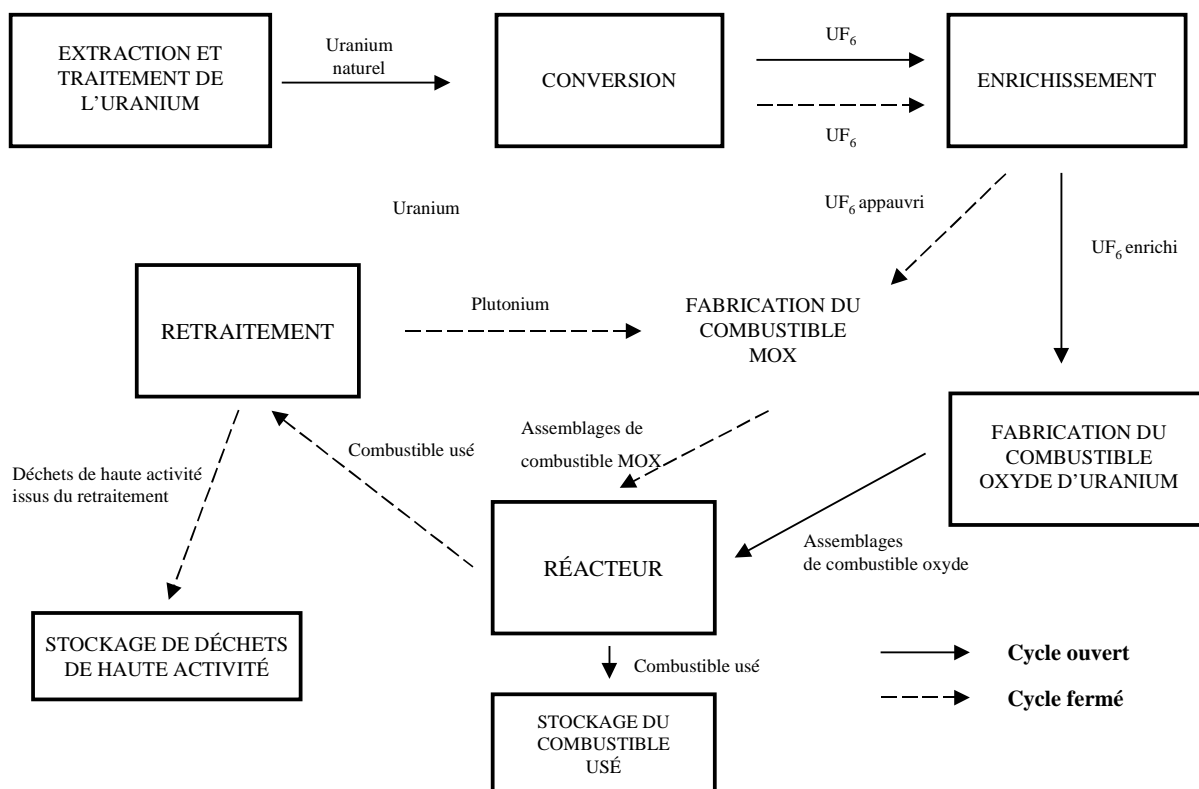 EXTRACTION ET
TRAITEMENT DE
L’URANIUM
Uranium
naturel
CONVERSION
UF₆
UF₆
ENRICHISSEMENT
Uranium
UF₆ appauvri
UF₆ enrichi
RETRAITEMENT
Plutonium
FABRICATION DU
COMBUSTIBLE
MOX
Assemblages de
combustible MOX
Combustible usé
FABRICATION DU
COMBUSTIBLE
OXYDE D’URANIUM
Déchets de haute activité
issus du retraitement
RÉACTEUR
Assemblages
de combustible oxyde
STOCKAGE DE DÉCHETS
DE HAUTE ACTIVITÉ
Combustible usé
STOCKAGE DU
COMBUSTIBLE
USÉ
Cycle ouvert
Cycle fermé